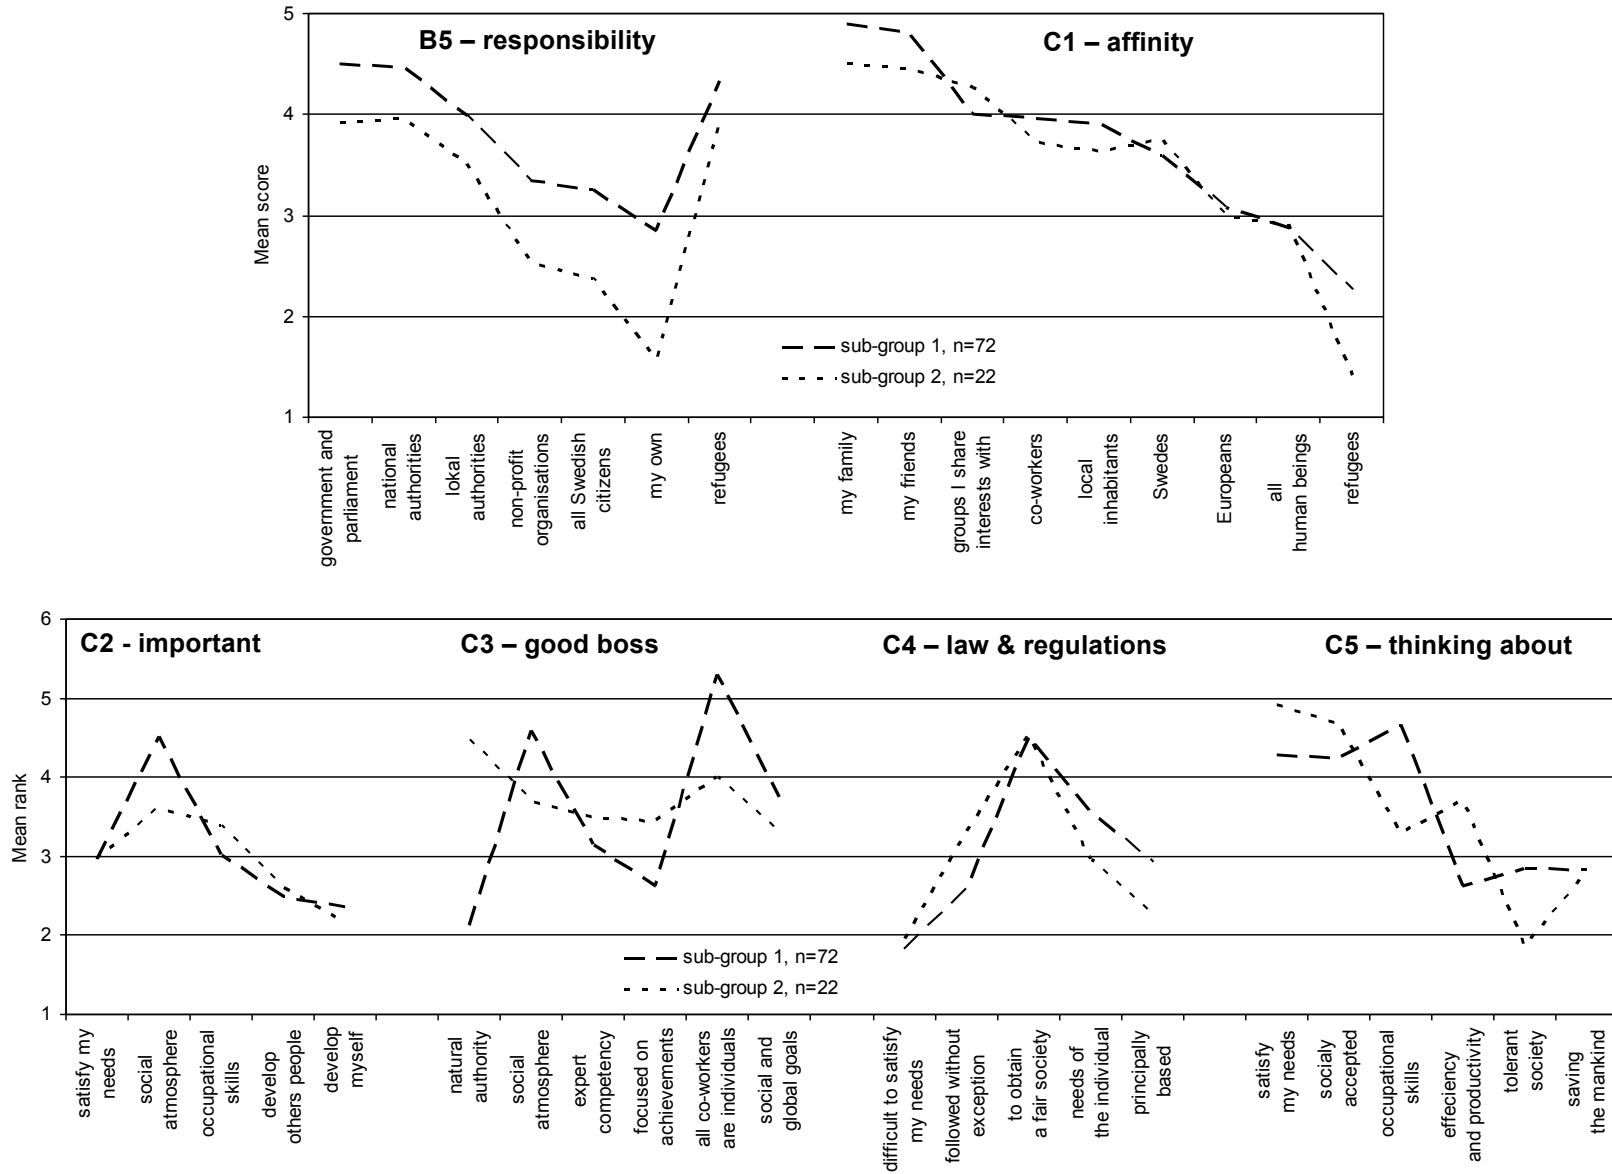 5
B5 – responsibility
C1 – affinity
4
3
2
1
Mean score
sub-group 1, n=72
sub-group 2, n=22
government and
parliament
national
authorities
lokal
authorities
non-profit
organisations
all Swedish
citizens
my own
refugees
my family
my friends
groups I share
interests with
co-workers
local
inhabitants
Swedes
Europeans
all
human beings
refugees
6
C2 - important
C3 – good boss
C4 – law & regulations
C5 – thinking about
5
4
3
2
1
Mean rank
sub-group 1, n=72
sub-group 2, n=22
satisfy my
needs
social
atmosphere
occupational
skills
develop
others people
develop
myself
natural
authority
social
atmosphere
expert
competency
focused on
achievements
all co-workers
are individuals
social and
global goals
difficult to satisfy
my needs
followed without
exception
to obtain
a fair society
needs of
the individual
principally
based
satisfy
my needs
socialy
accepted
occupational
skills
effeciency
and productivity
tolerant
society
saving
the mankind